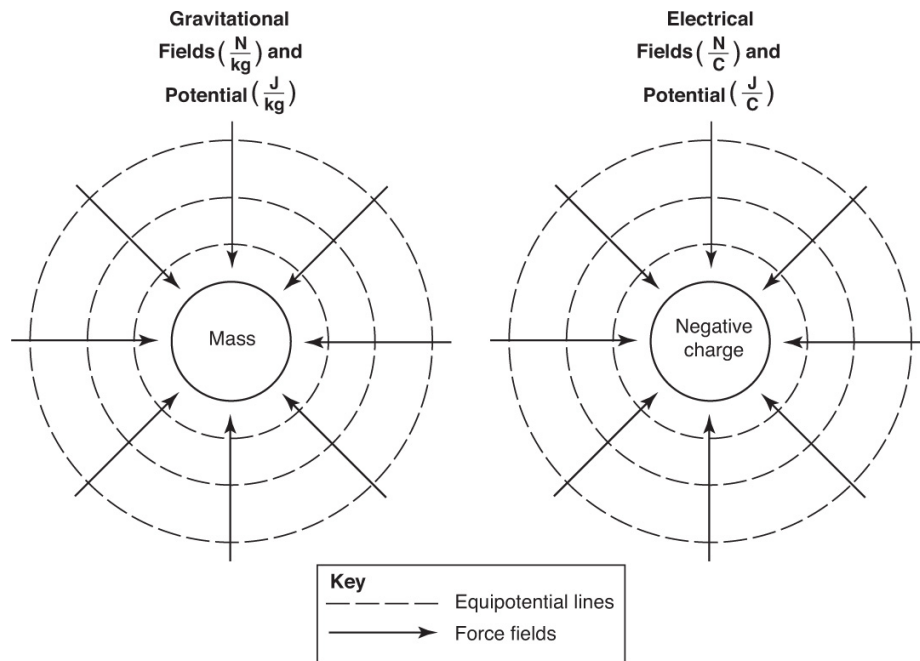 Gravitational
Fields (N/kg) and
Potential (J/kg)
Electrical
Fields (N/C) and
Potential (J/C)
Mass
Negative
charge
Key
Equipotential lines
Force fields